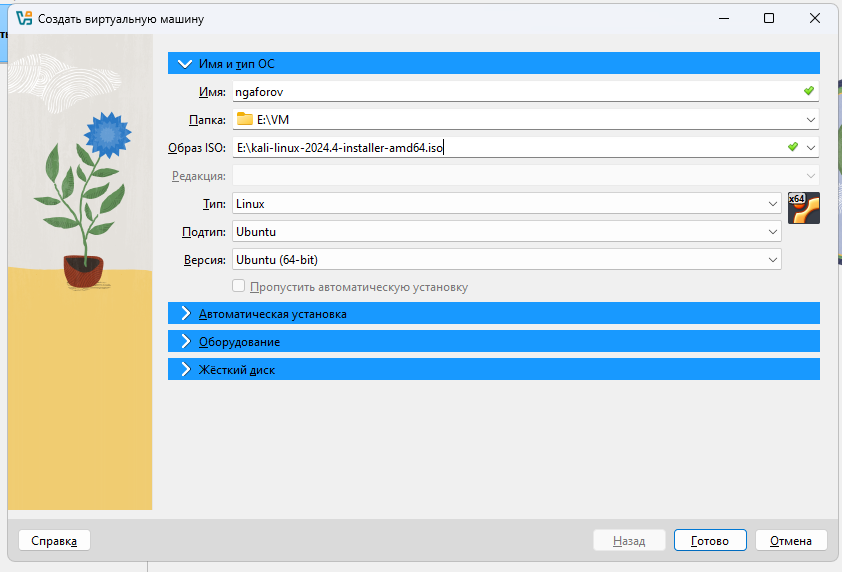 Создать виртуальную машину
Имя и тип ОС
Имя: ngaforov
Папка: E:\VM
Образ ISO: E:\kali-linux-2024.4-installer-amd64.iso
Редакция:
Тип: Linux
x64
Подтип: Ubuntu
Версия: Ubuntu (64-bit)
Пропустить автоматическую установку
Автоматическая установка
Оборудование
Жёсткий диск
Справка Назад Готово Отмена